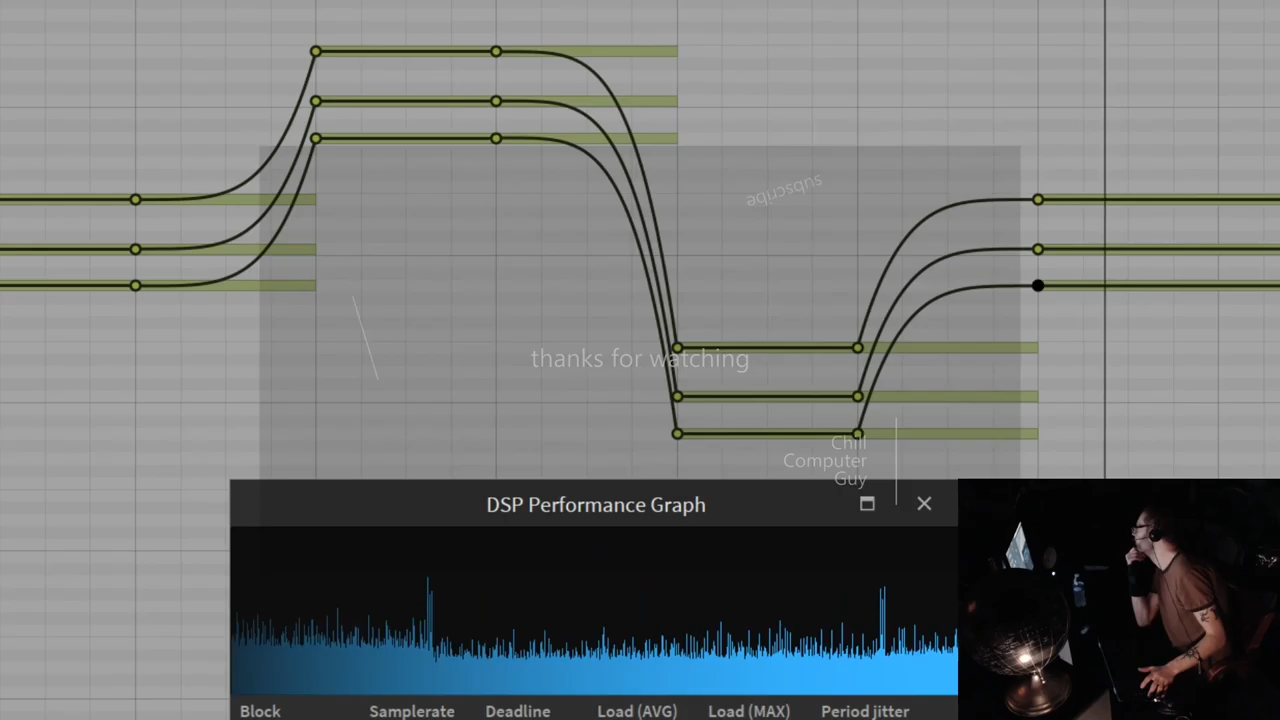 subscribe
thanks for watching
Chill
Computer
Guy
DSP Performance Graph
Block Samplerate Deadline Load (AVG) Load (MAX) Period jitter